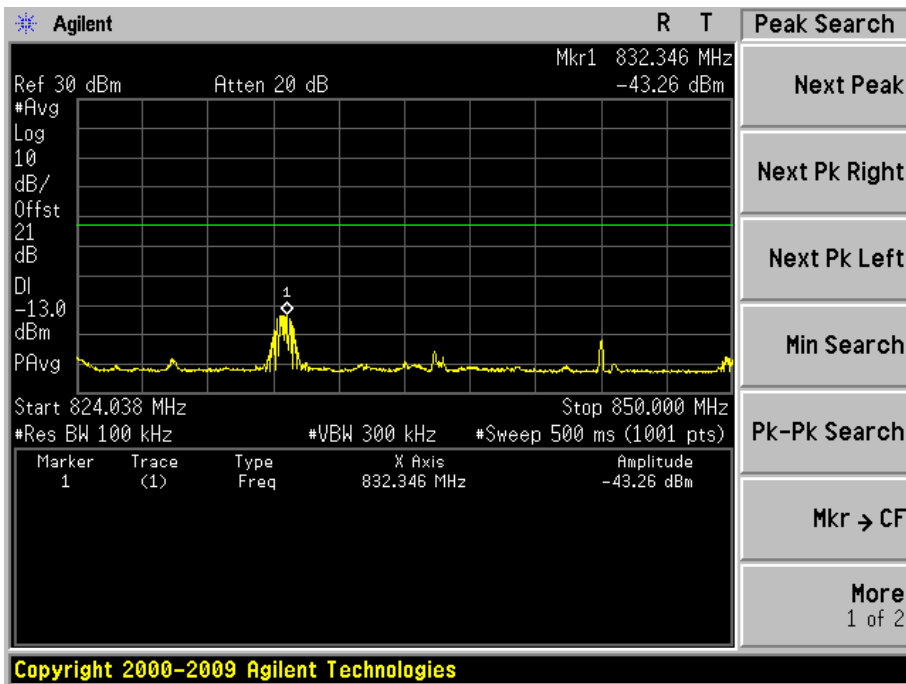 Agilent R T
Peak Search
Mkr1 832.346 MHz
Ref 30 dBm Atten 20 dB -43.26 dBm
#Avg
Log
10
dB/
Offst
21
dB
DI
-13.0
dBm
PAvg
1
Start 824.038 MHz Stop 850.000 MHz
#Res BW 100 kHz #VBW 300 kHz #Sweep 500 ms (1001 pts)
Marker Trace Type X Axis Amplitude
1 (1) Freq 832.346 MHz -43.26 dBm
Next Peak
Next Pk Right
Next Pk Left
Min Search
Pk-Pk Search
Mkr → CF
More
1 of 2
Copyright 2000-2009 Agilent Technologies